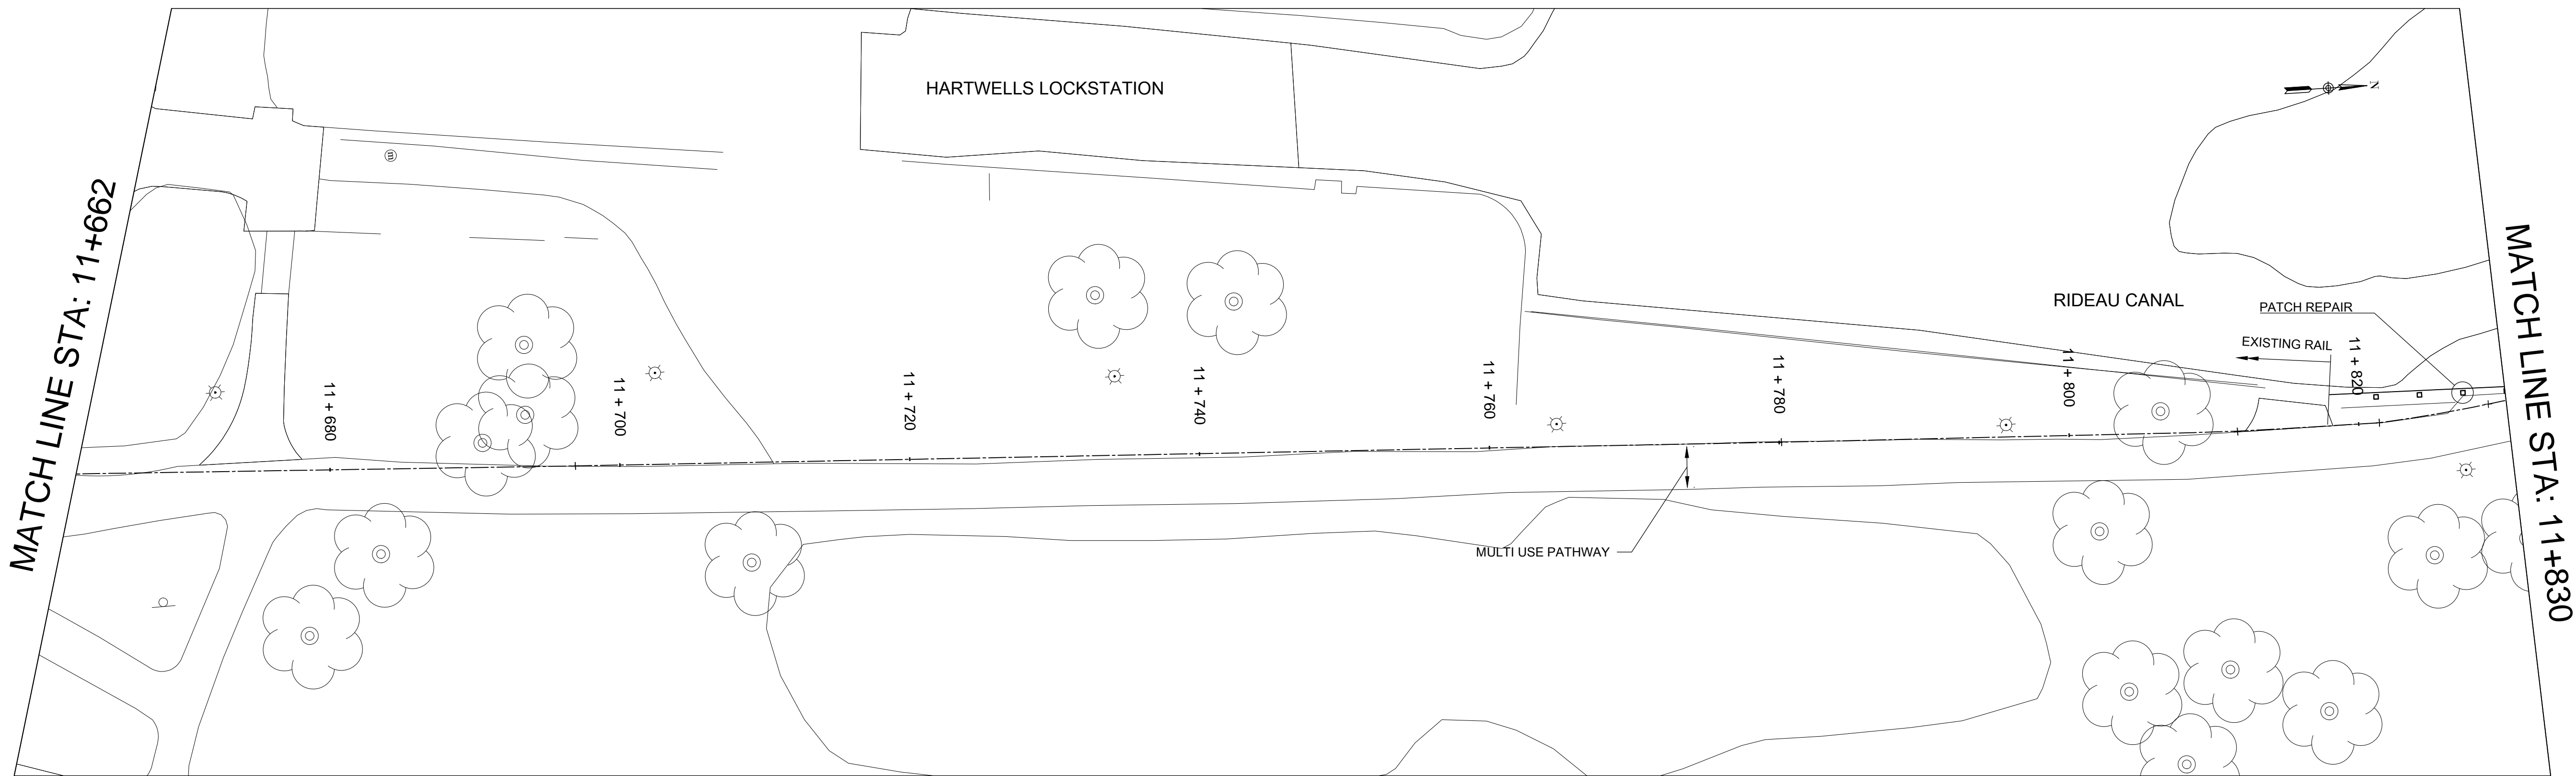 HARTWELLS LOCKSTATION
N
m
MATCH LINE STA: 11+662
MATCH LINE STA: 11+830
RIDEAU CANAL
PATCH REPAIR
EXISTING RAIL
11 + 680
11 + 700
11 + 720
11 + 740
11 + 760
11 + 780
11 + 800
11 + 820
MULTI USE PATHWAY